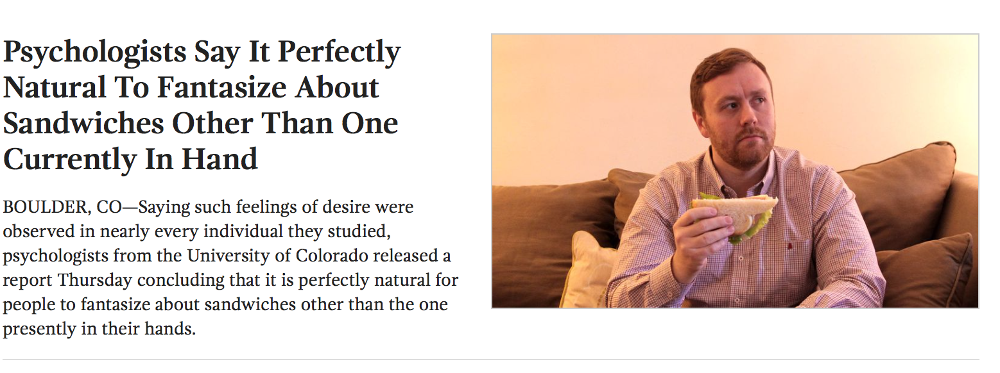 Psychologists Say It Perfectly
Natural To Fantasize About
Sandwiches Other Than One
Currently In Hand
BOULDER, CO—Saying such feelings of desire were
observed in nearly every individual they studied,
psychologists from the University of Colorado released a
report Thursday concluding that it is perfectly natural for
people to fantasize about sandwiches other than the one
presently in their hands.